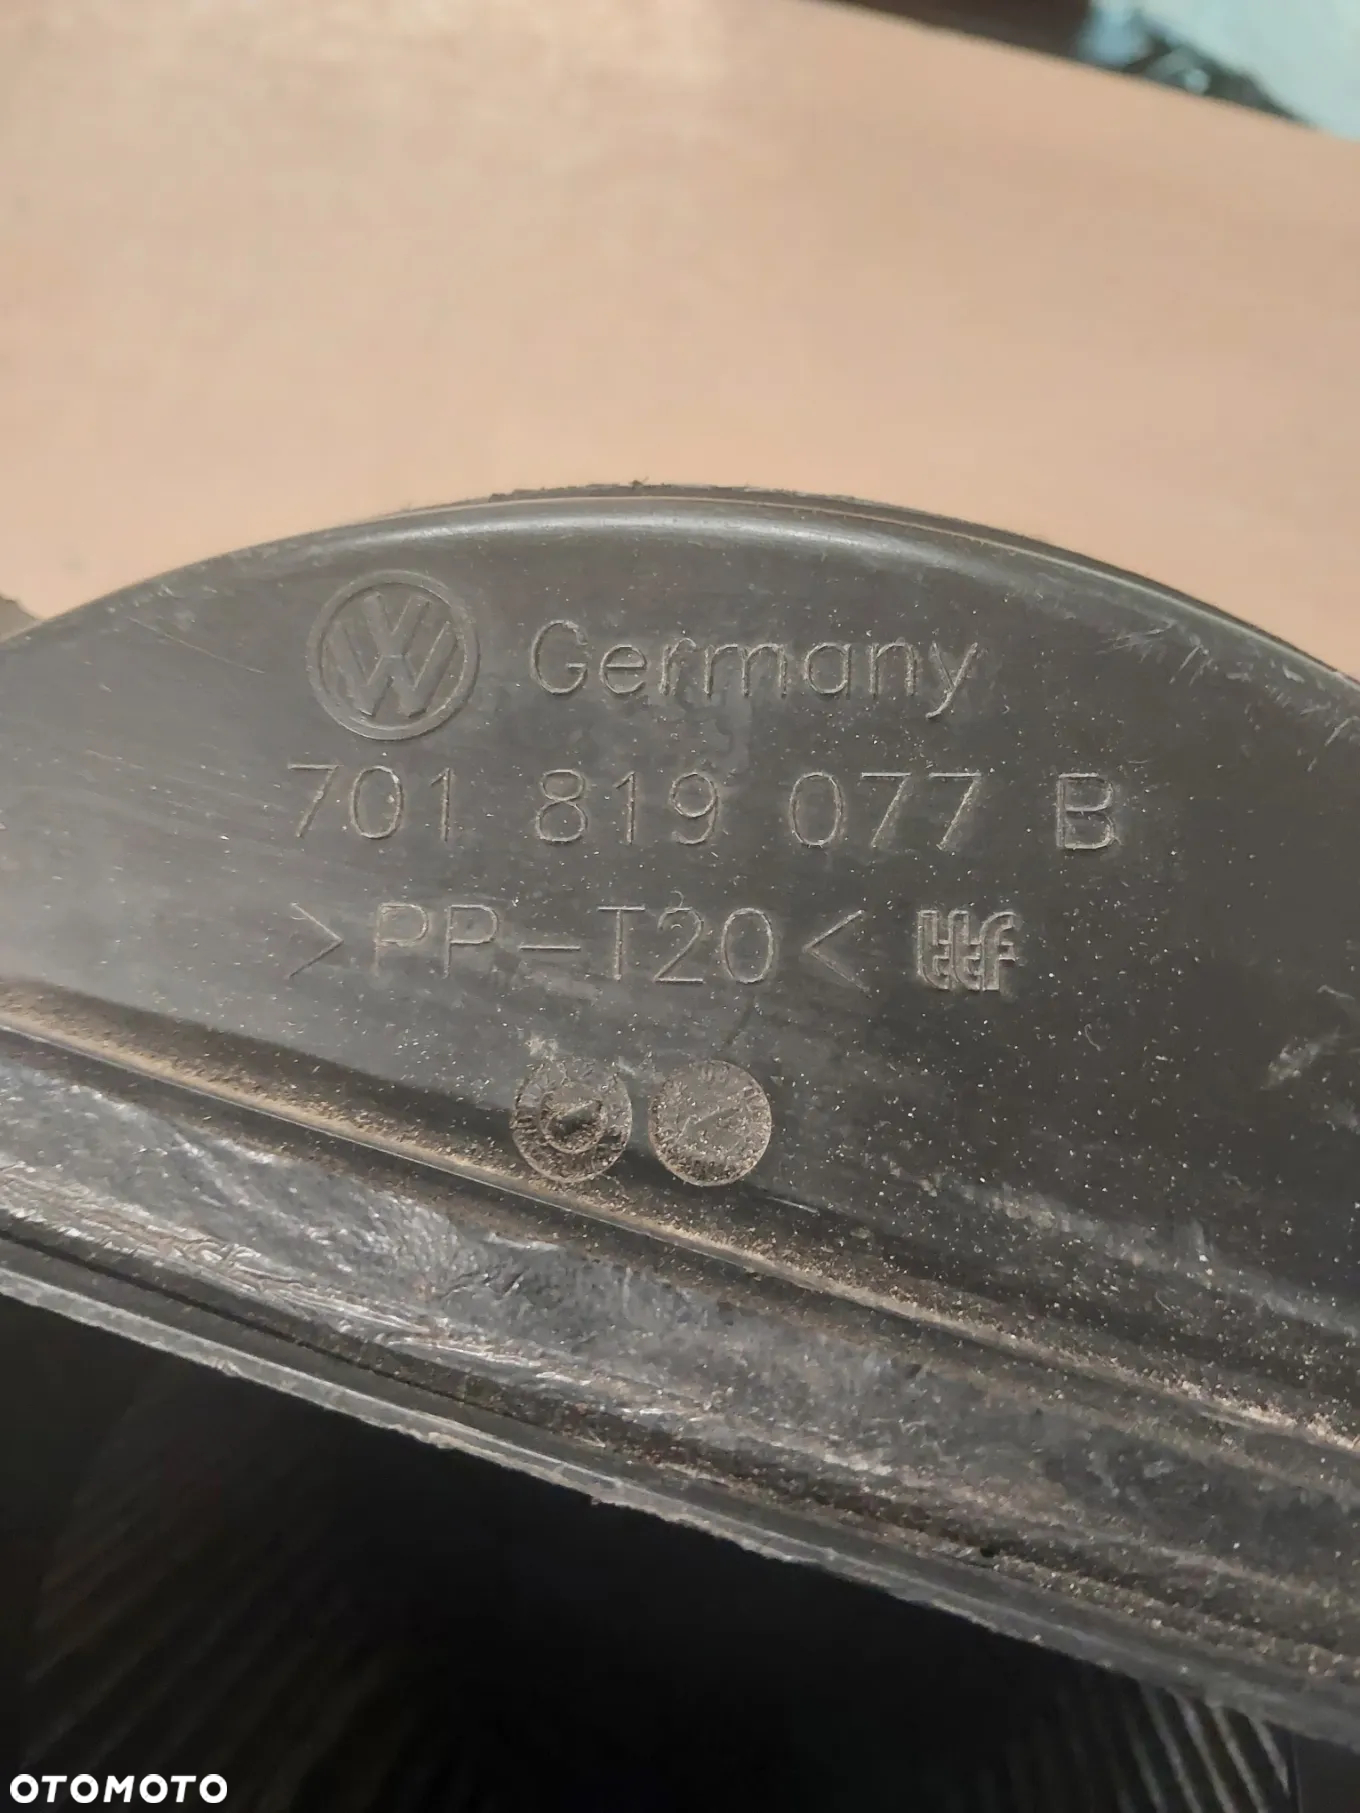 VW Germany
701 819 077 B
>PP-T20<
OTOMOTO